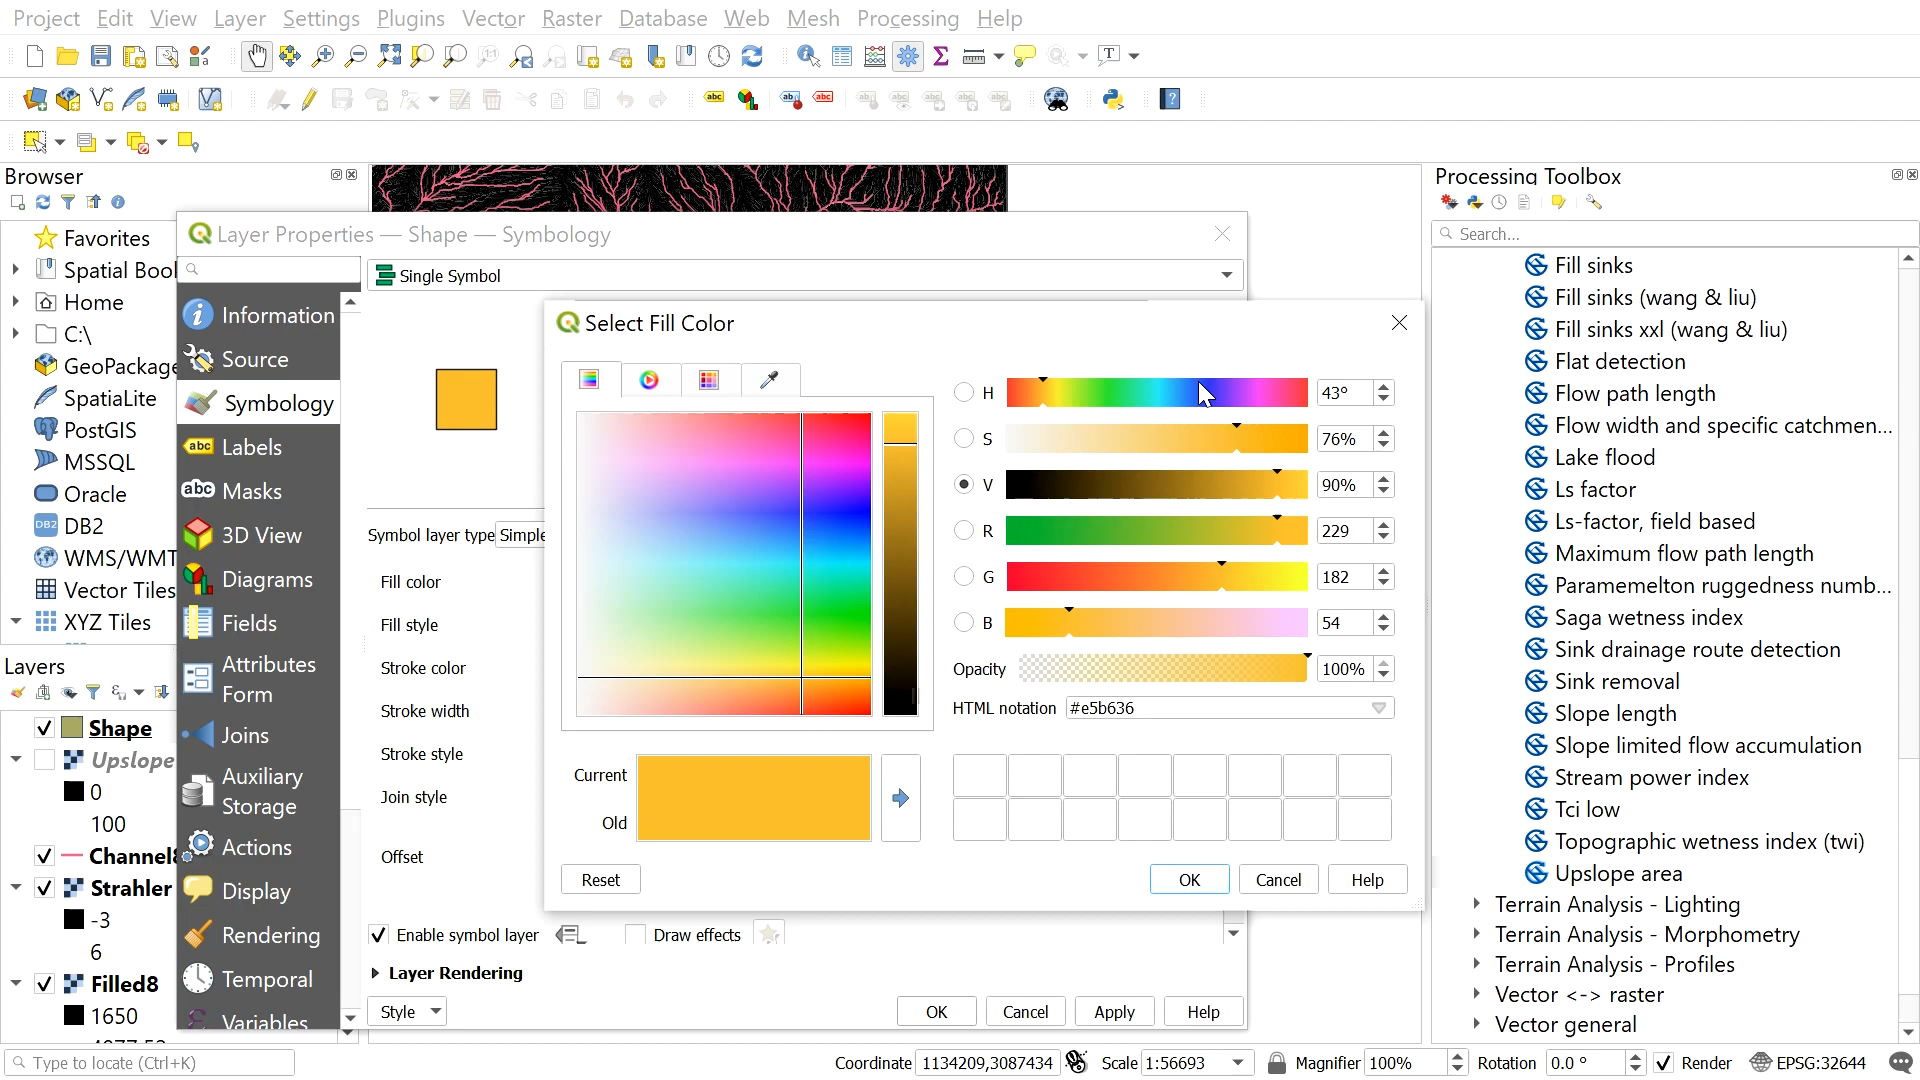 Project Edit View Layer Settings Plugins Vector Raster Database Web Mesh Processing Help
Browser
Favorites
Spatial Boo
Home
C:\
GeoPackage
SpatiaLite
PostGIS
MSSQL
Oracle
DB2
WMS/WMT
Vector Tiles
XYZ Tiles
Layers
Shape
Upslope
0
100
Channel8
Strahler
-3
6
Filled8
1650
Type to locate (Ctrl+K)
Layer Properties — Shape — Symbology
Information
Source
Symbology
Labels
Masks
3D View
Diagrams
Fields
Attributes
Form
Joins
Auxiliary
Storage
Actions
Display
Rendering
Temporal
Variables
Single Symbol
Symbol layer type Simple
Fill color
Fill style
Stroke color
Stroke width
Stroke style
Join style
Offset
Enable symbol layer Draw effects
Layer Rendering
Style OK Cancel Apply Help
Select Fill Color
H 43°
S 76%
V 90%
R 229
G 182
B 54
Opacity 100%
HTML notation #e5b636
Current
Old
Reset OK Cancel Help
Processing Toolbox
Search...
Fill sinks
Fill sinks (wang & liu)
Fill sinks xxl (wang & liu)
Flat detection
Flow path length
Flow width and specific catchmen...
Lake flood
Ls factor
Ls-factor, field based
Maximum flow path length
Paramemelton ruggedness numb...
Saga wetness index
Sink drainage route detection
Sink removal
Slope length
Slope limited flow accumulation
Stream power index
Tci low
Topographic wetness index (twi)
Upslope area
Terrain Analysis - Lighting
Terrain Analysis - Morphometry
Terrain Analysis - Profiles
Vector <-> raster
Vector general
Coordinate 1134209,3087434 Scale 1:56693 Magnifier 100% Rotation 0.0 ° Render EPSG:32644